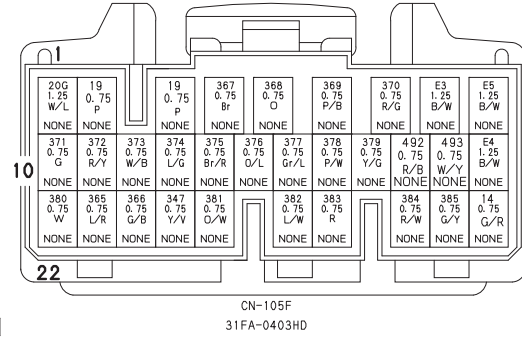 1
20G 19 19 367 368 369 370 E3 E5
1.25 0.75 0.75 0.75 0.75 0.75 0.75 1.25 1.25
W/L P P Br O P/B R/G B/W B/W
NONE NONE NONE NONE NONE NONE NONE NONE NONE
371 372 373 374 375 376 377 378 379 492 493 E4
0.75 0.75 0.75 0.75 0.75 0.75 0.75 0.75 0.75 0.75 0.75 1.25
G R/Y W/B L/G Br/R O/L Gr/L P/W Y/G R/B W/Y B/W
10
NONE NONE NONE NONE NONE NONE NONE NONE NONE NONE NONE NONE
380 365 366 347 381 382 383 384 385 14
0.75 0.75 0.75 0.75 0.75 0.75 0.75 0.75 0.75 0.75
W L/R G/B Y/V O/W L/W R R/W G/Y G/R
NONE NONE NONE NONE NONE NONE NONE NONE NONE NONE
22
CN-105F
31FA-0403HD